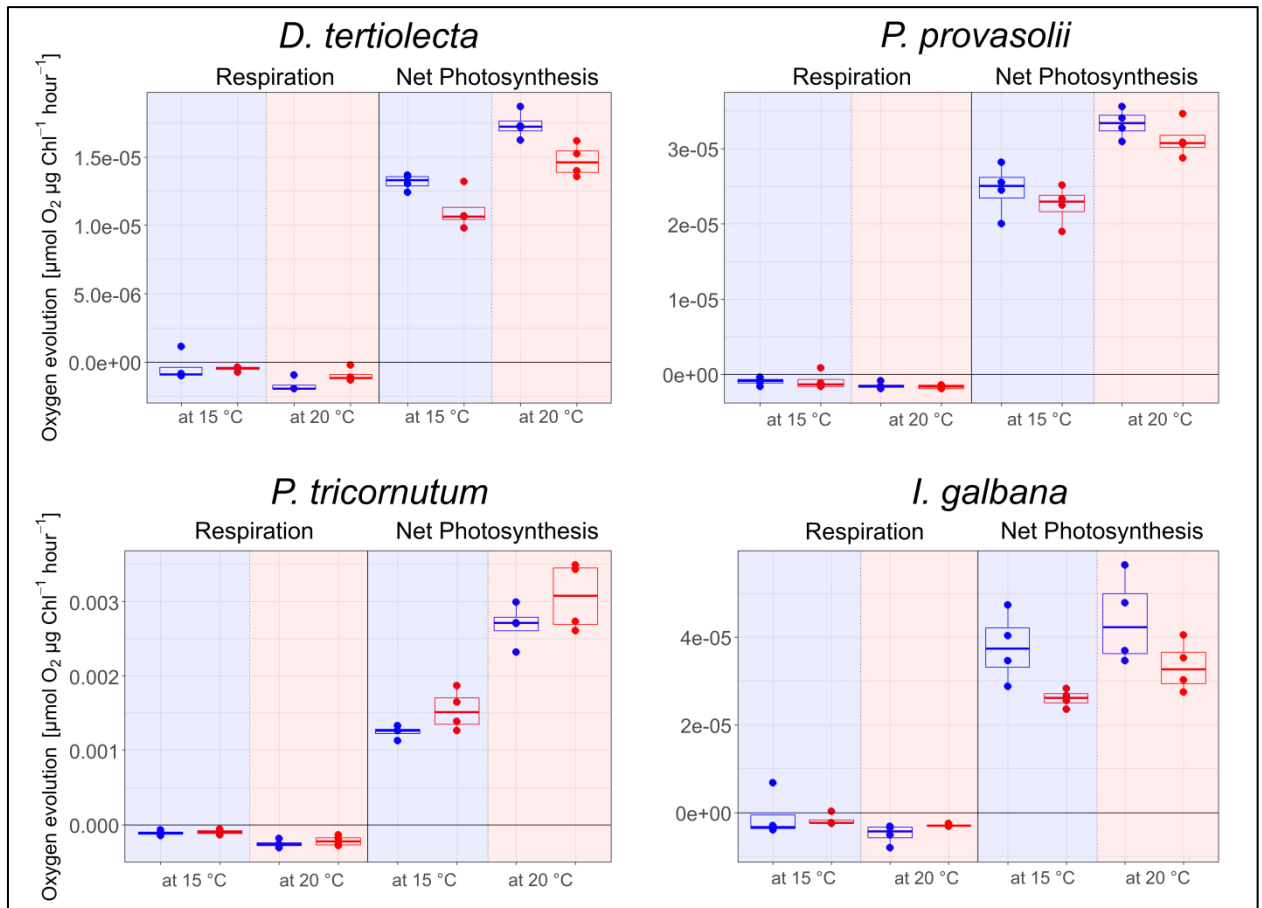 D. tertiolecta
Respiration Net Photosynthesis
Oxygen evolution [µmol O₂ µg Chl⁻¹ hour⁻¹]
1.5e-05
1.0e-05
5.0e-06
0.0e+00
at 15 °C at 20 °C at 15 °C at 20 °C
P. provasolii
Respiration Net Photosynthesis
3e-05
2e-05
1e-05
0e+00
at 15 °C at 20 °C at 15 °C at 20 °C
P. tricornutum
Respiration Net Photosynthesis
Oxygen evolution [µmol O₂ µg Chl⁻¹ hour⁻¹]
0.003
0.002
0.001
0.000
at 15 °C at 20 °C at 15 °C at 20 °C
I. galbana
Respiration Net Photosynthesis
4e-05
2e-05
0e+00
at 15 °C at 20 °C at 15 °C at 20 °C